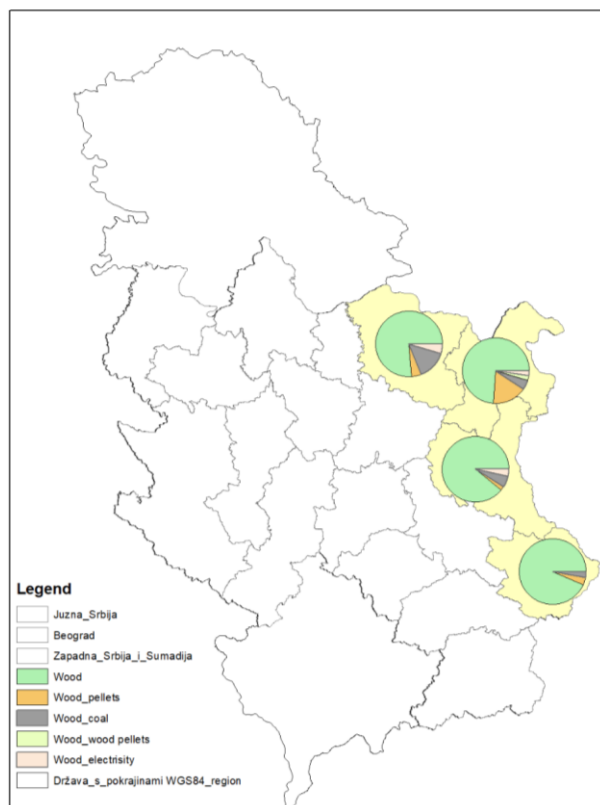 Legend
Juzna_Srbija
Beograd
Zapadna_Srbija_i_Sumadija
Wood
Wood_pellets
Wood_coal
Wood_wood pellets
Wood_electrisity
Država_s_pokrajinami WGS84_region